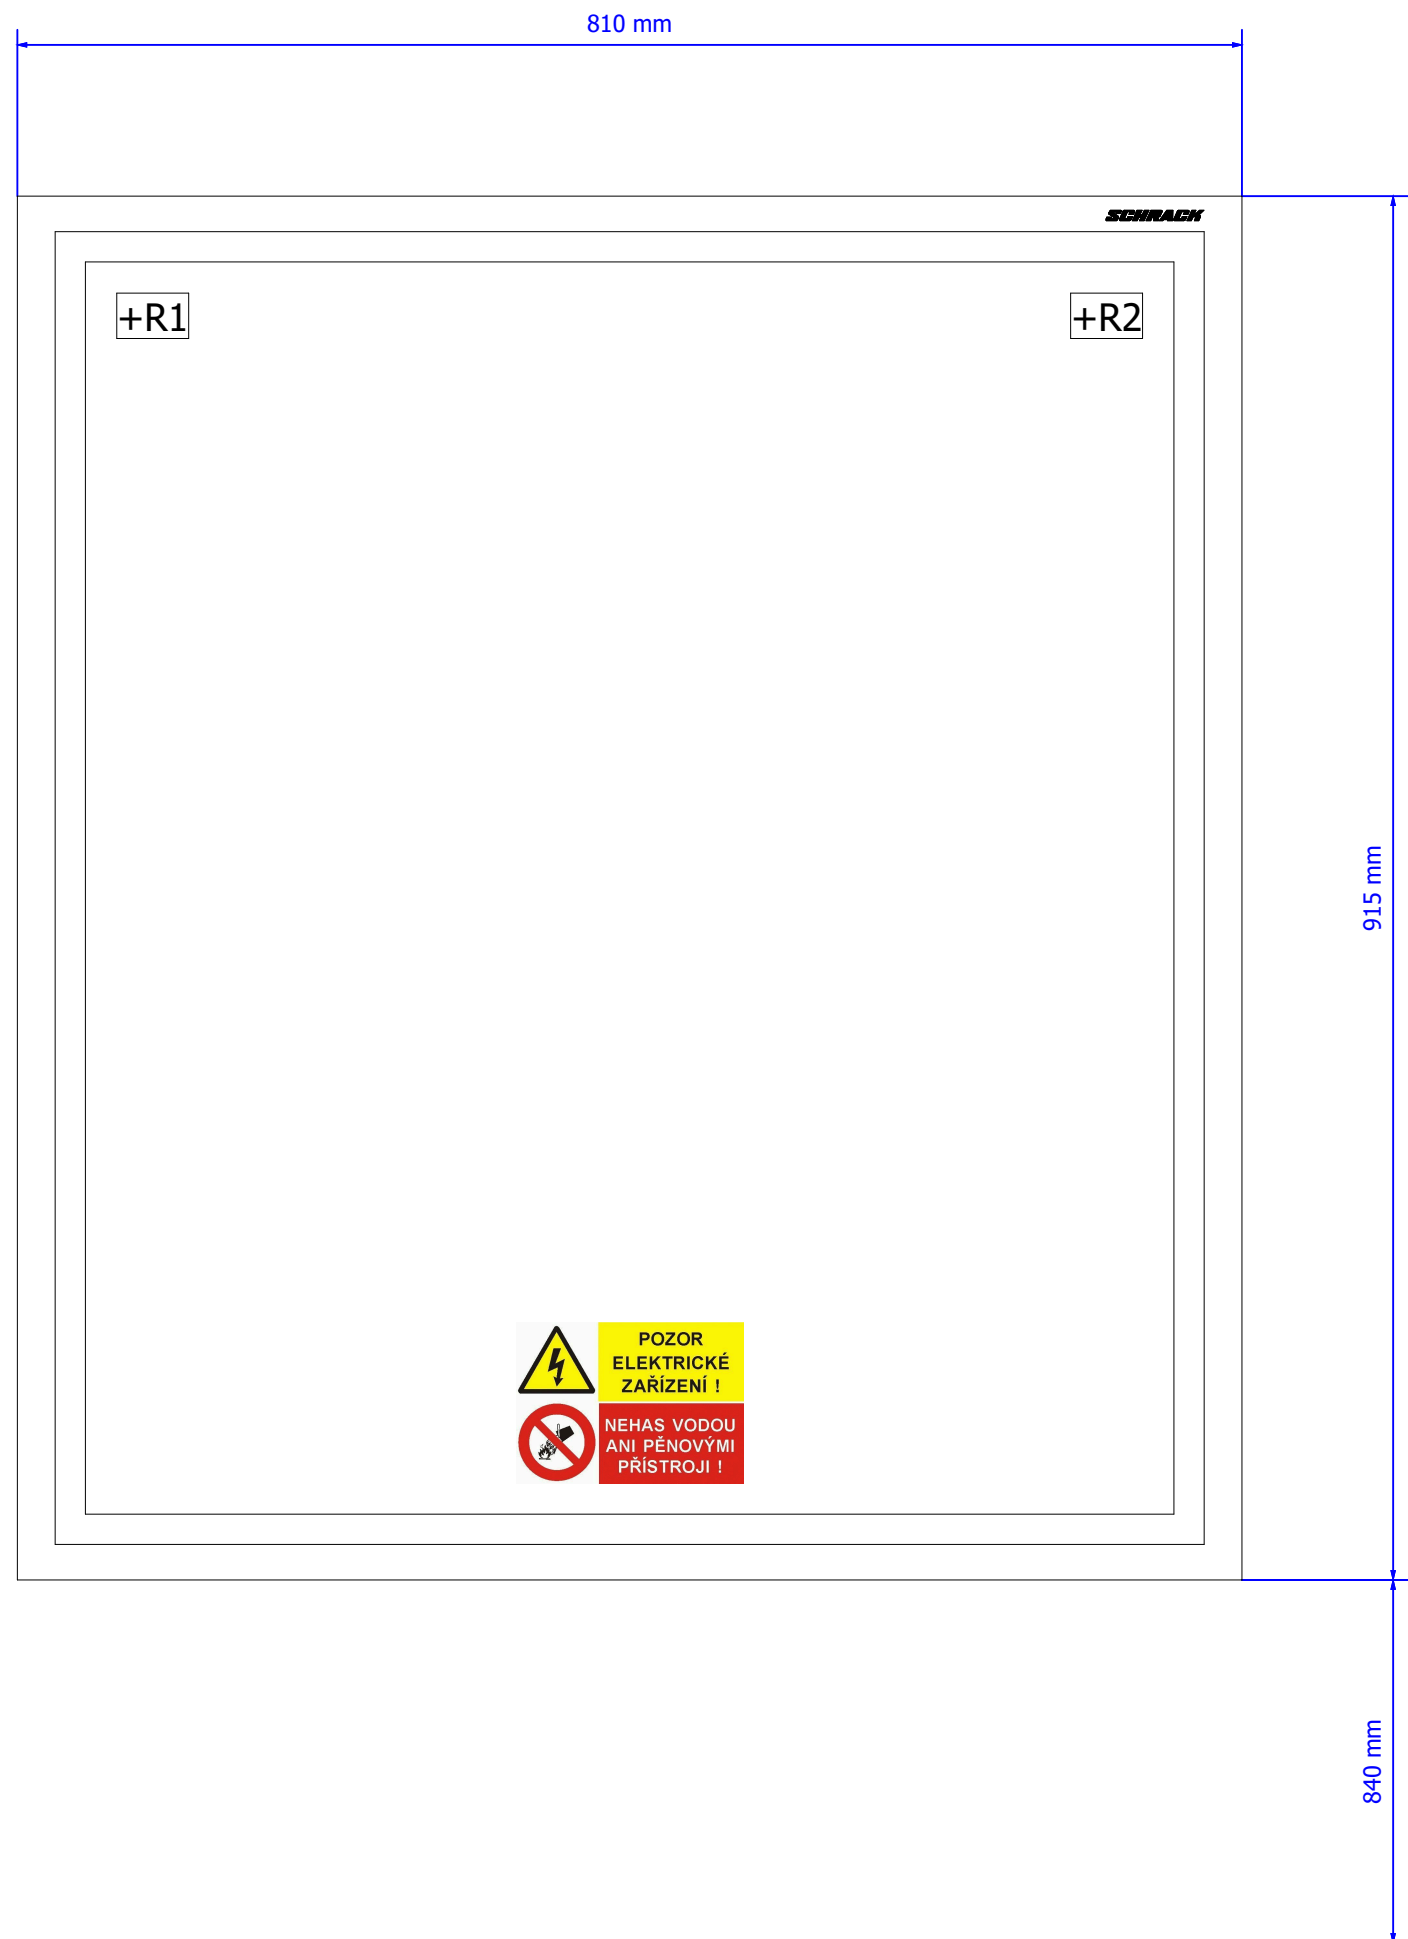 810 mm
SCHRACK
+R1
+R2
915 mm
POZOR
ELEKTRICKÉ
ZAŘÍZENÍ !
NEHAS VODOU
ANI PĚNOVÝMI
PŘÍSTROJI !
840 mm